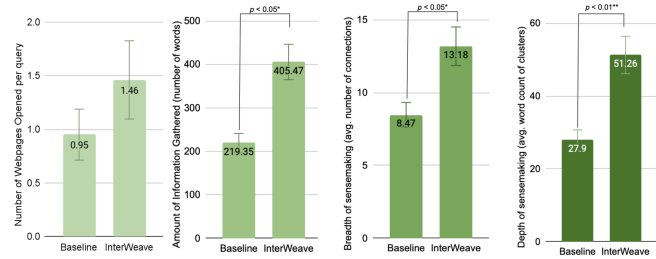 Number of Webpages Opened per query
2.0
1.5
1.0
0.5
0.0
0.95
1.46
Baseline
InterWeave
Amount of Information Gathered (number of words)
p < 0.05*
500
400
300
200
100
0
219.35
405.47
Baseline
InterWeave
Breadth of sensemaking (avg. number of connections)
p < 0.05*
15
10
5
0
8.47
13.18
Baseline
InterWeave
Depth of sensemaking (avg. word count of clusters)
p < 0.01**
60
40
20
0
27.9
51.26
Baseline
InterWeave